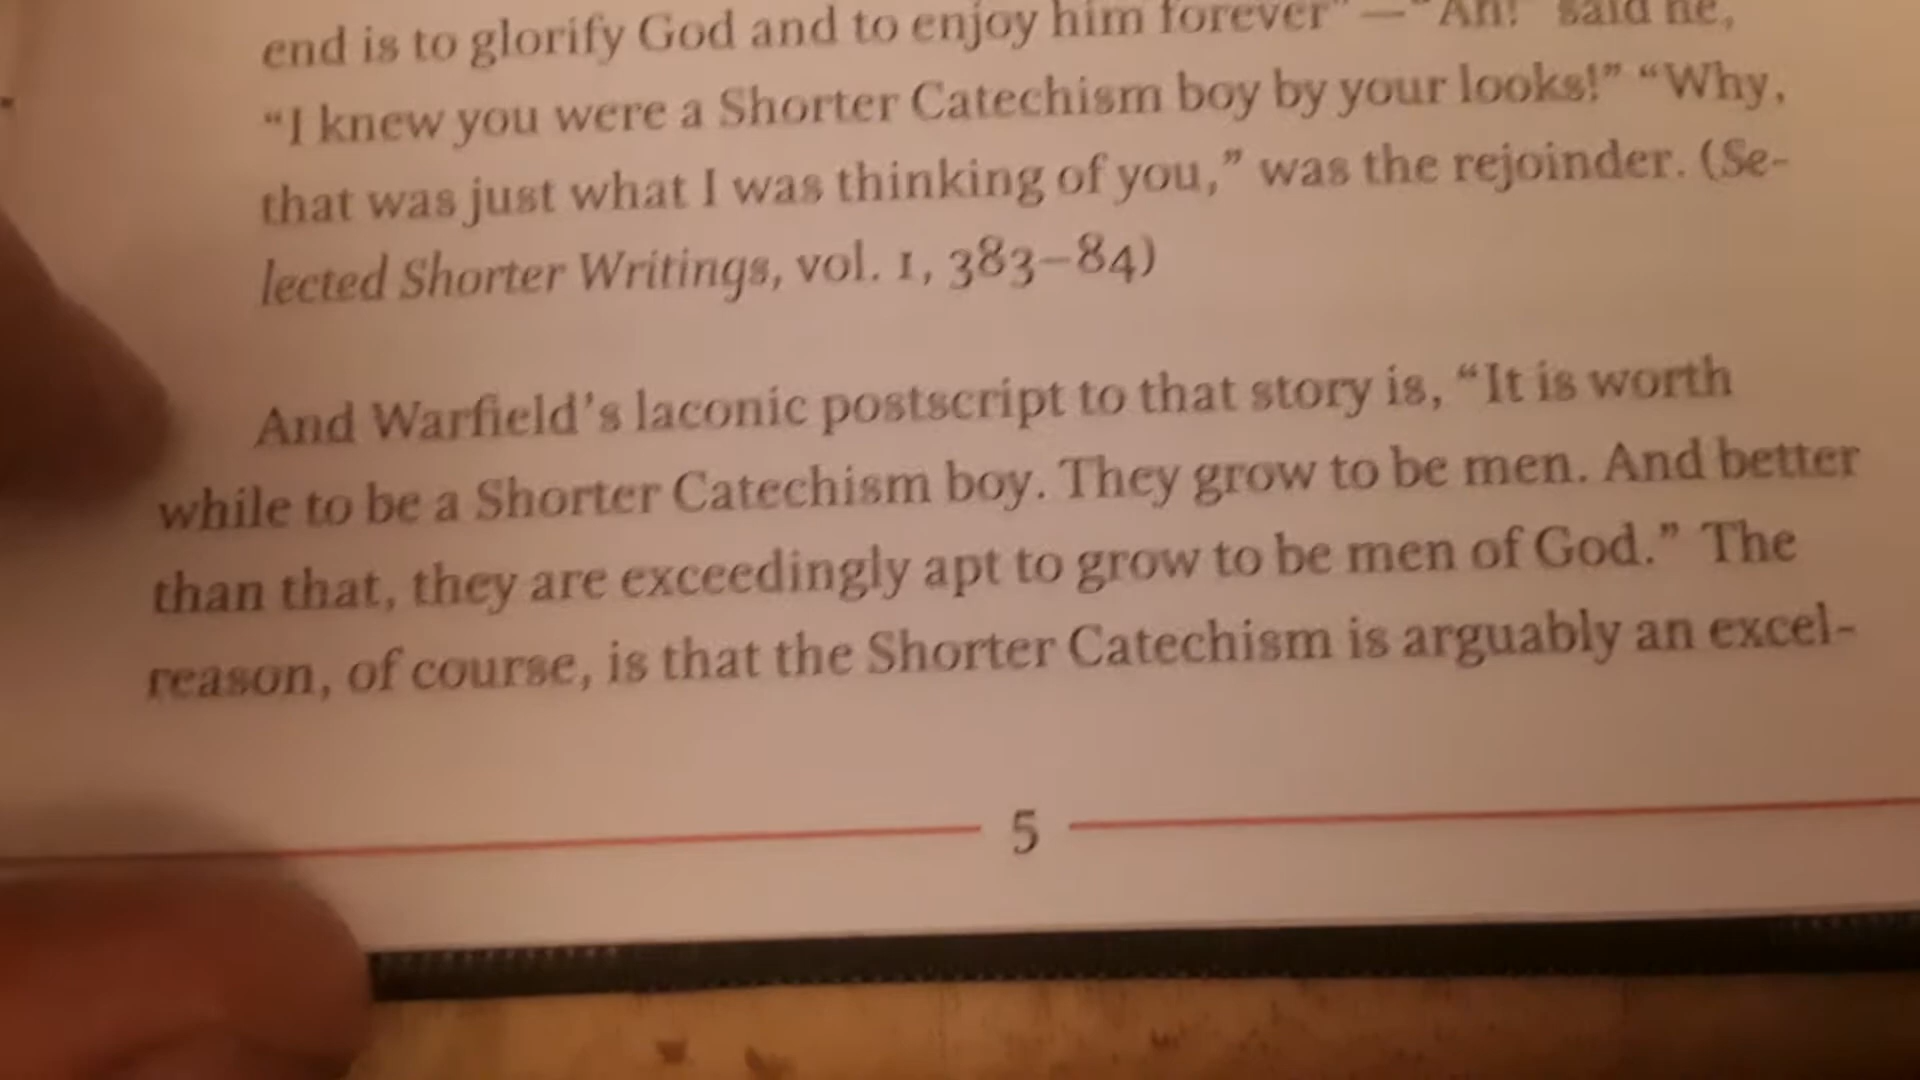 end is to glorify God and to enjoy him forever” — “Ah!” said he,
“I knew you were a Shorter Catechism boy by your looks!” “Why,
that was just what I was thinking of you,” was the rejoinder. (Se-
lected Shorter Writings, vol. 1, 383–84)
And Warfield’s laconic postscript to that story is, “It is worth
while to be a Shorter Catechism boy. They grow to be men. And better
than that, they are exceedingly apt to grow to be men of God.” The
reason, of course, is that the Shorter Catechism is arguably an excel-
5